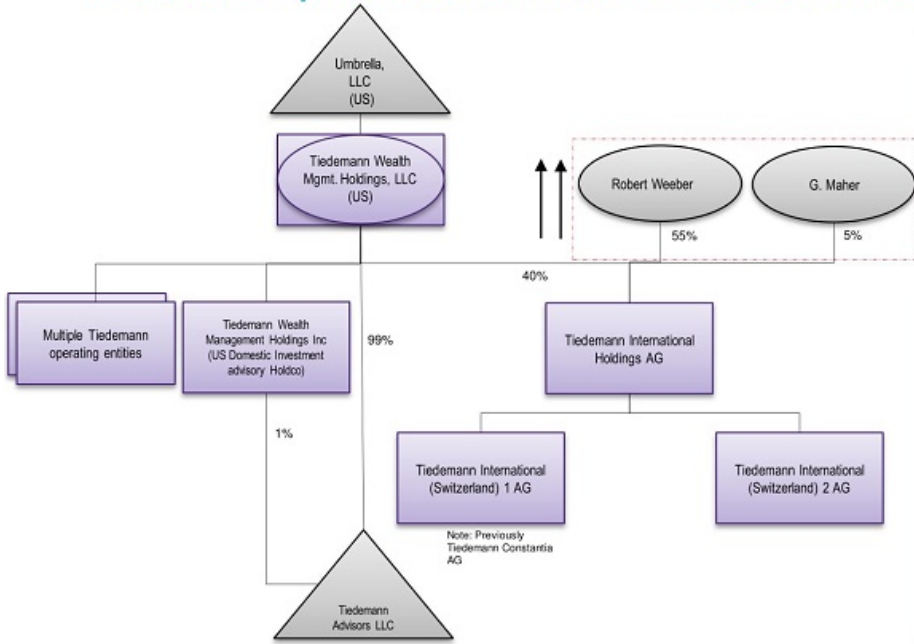 Umbrella,
LLC
(US)
Tiedemann Wealth
Mgmt. Holdings, LLC
(US)
Robert Weeber
G. Maher
55%
5%
40%
Multiple Tiedemann
operating entities
Tiedemann Wealth
Management Holdings Inc
(US Domestic Investment
advisory Holdco)
99%
Tiedemann International
Holdings AG
1%
Tiedemann International
(Switzerland) 1 AG
Tiedemann International
(Switzerland) 2 AG
Note: Previously
Tiedemann Constantia
AG
Tiedemann
Advisors LLC